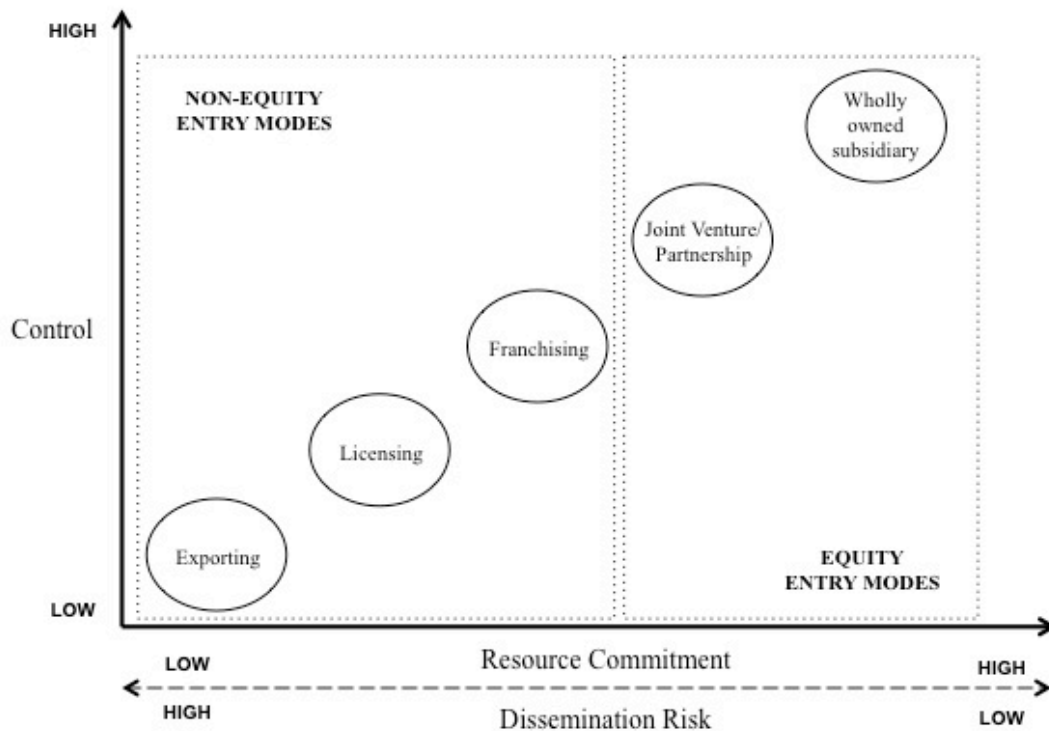 HIGH
NON-EQUITY
ENTRY MODES
Wholly
owned
subsidiary
Joint Venture/
Partnership
Control
Franchising
Licensing
Exporting
EQUITY
ENTRY MODES
LOW
LOW
Resource Commitment
HIGH
HIGH
Dissemination Risk
LOW